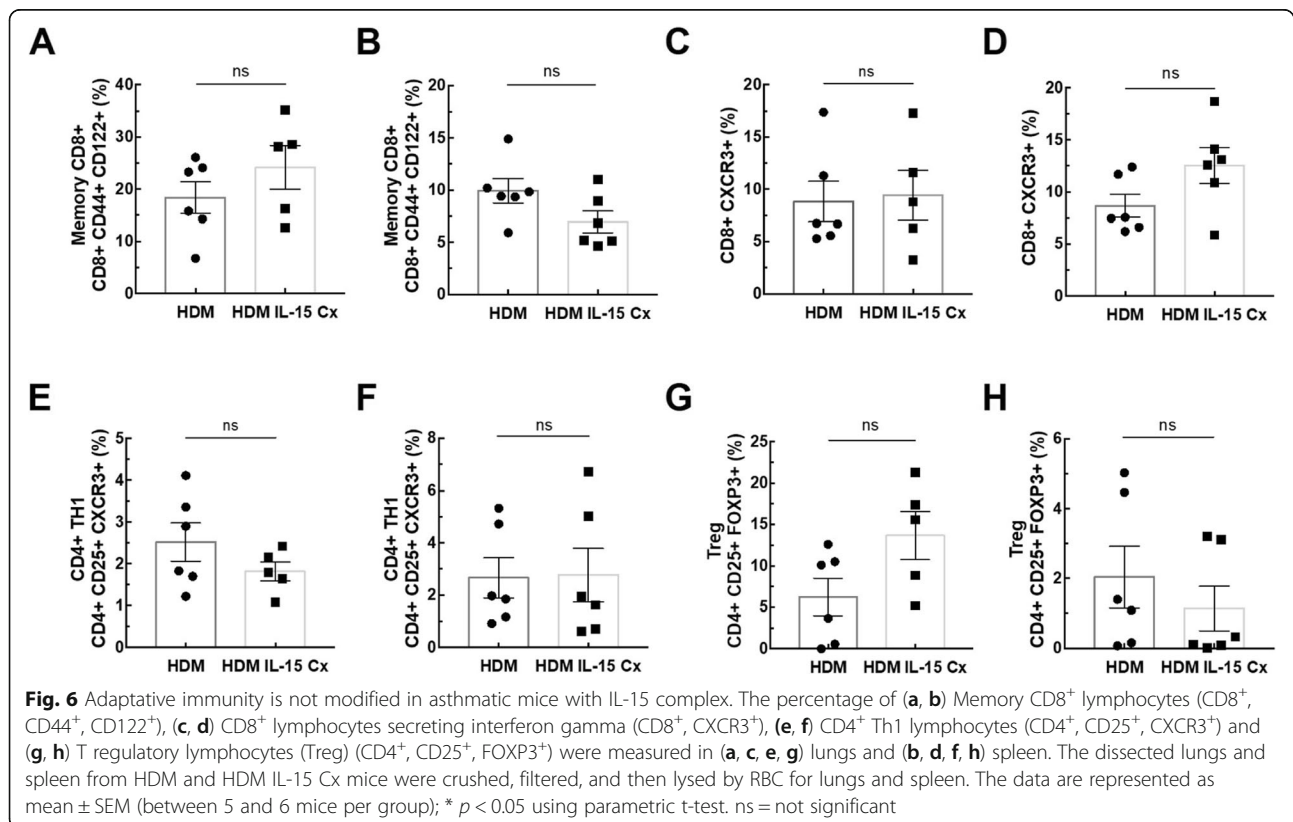 A
B
C
D
ns
ns
ns
ns
Memory CD8+
CD8+ CD44+ CD122+ (%)
40
30
20
10
0
HDM HDM IL-15 Cx
Memory CD8+
CD8+ CD44+ CD122+ (%)
20
15
10
5
0
HDM HDM IL-15 Cx
CD8+ CXCR3+ (%)
20
15
10
5
0
HDM HDM IL-15 Cx
CD8+ CXCR3+ (%)
20
15
10
5
0
HDM HDM IL-15 Cx
E
F
G
H
ns
ns
ns
ns
CD4+ TH1
CD4+ CD25+ CXCR3+ (%)
5
4
3
2
1
0
HDM HDM IL-15 Cx
CD4+ TH1
CD4+ CD25+ CXCR3+ (%)
8
6
4
2
0
HDM HDM IL-15 Cx
Treg
CD4+ CD25+ FOXP3+ (%)
25
20
15
10
5
0
HDM HDM IL-15 Cx
Treg
CD4+ CD25+ FOXP3+ (%)
6
4
2
0
HDM HDM IL-15 Cx
Fig. 6 Adaptative immunity is not modified in asthmatic mice with IL-15 complex. The percentage of (a, b) Memory CD8⁺ lymphocytes (CD8⁺,
CD44⁺, CD122⁺), (c, d) CD8⁺ lymphocytes secreting interferon gamma (CD8⁺, CXCR3⁺), (e, f) CD4⁺ Th1 lymphocytes (CD4⁺, CD25⁺, CXCR3⁺) and
(g, h) T regulatory lymphocytes (Treg) (CD4⁺, CD25⁺, FOXP3⁺) were measured in (a, c, e, g) lungs and (b, d, f, h) spleen. The dissected lungs and
spleen from HDM and HDM IL-15 Cx mice were crushed, filtered, and then lysed by RBC for lungs and spleen. The data are represented as
mean ± SEM (between 5 and 6 mice per group); * p < 0.05 using parametric t-test. ns = not significant